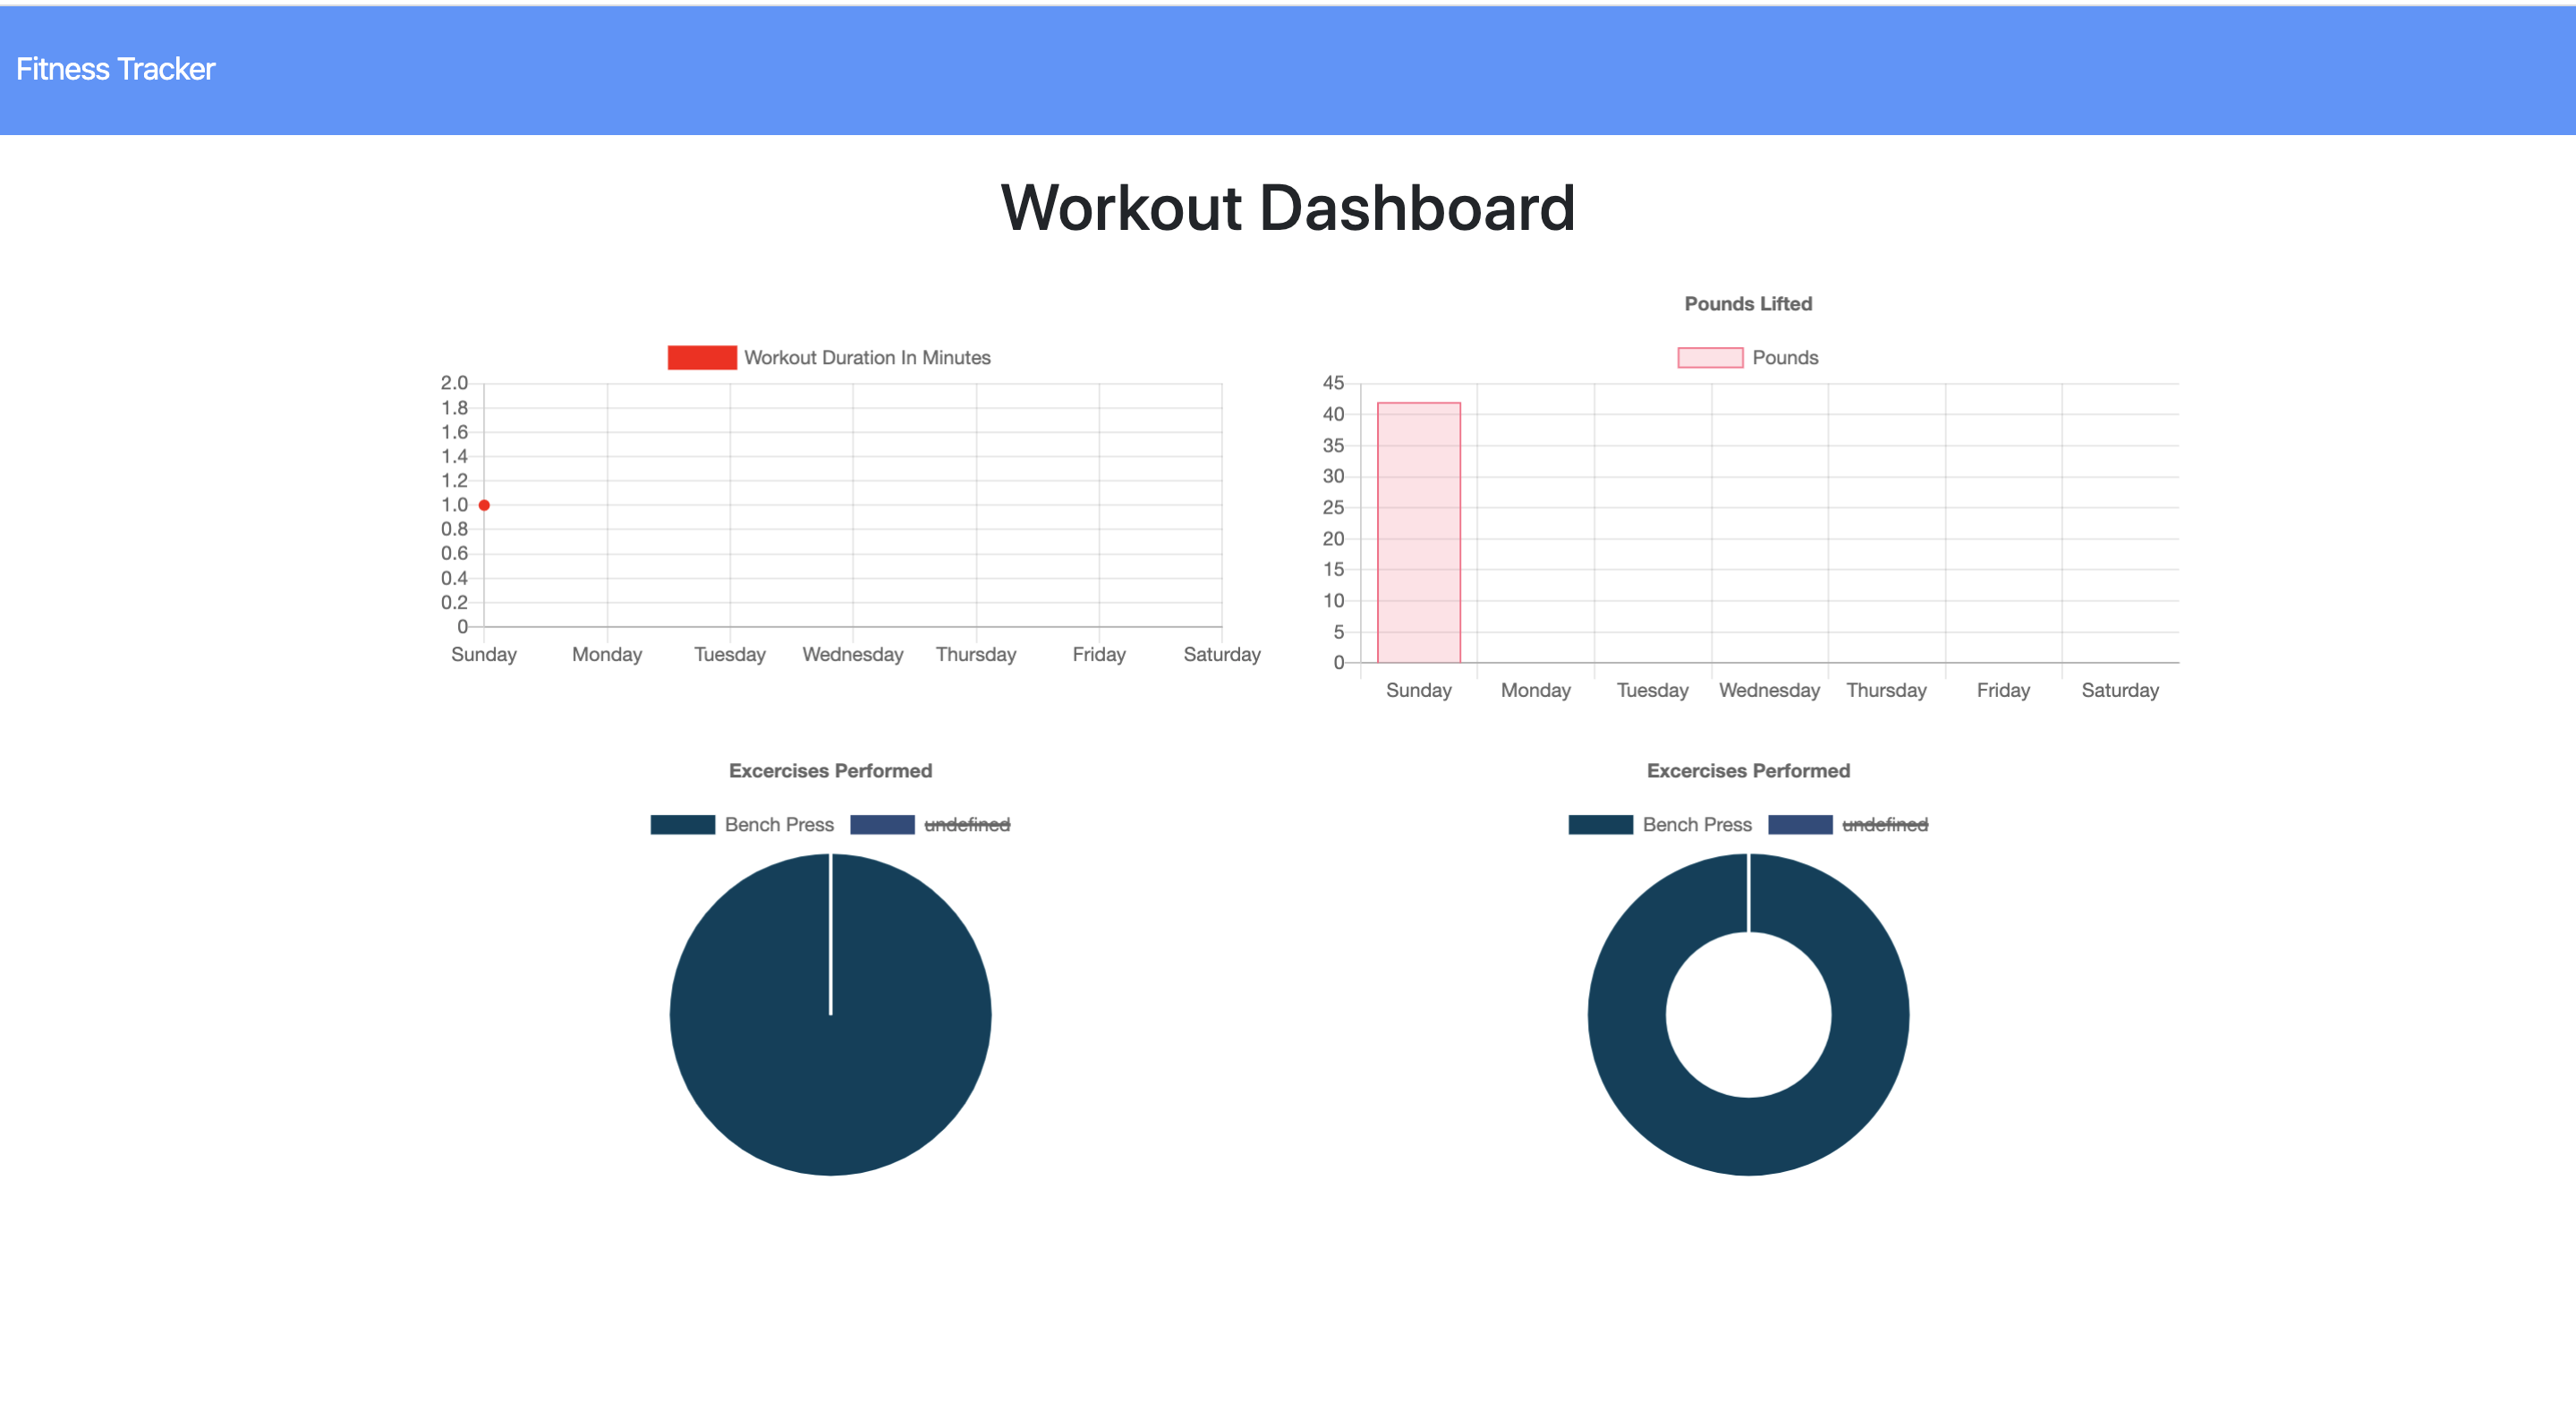 Fitness Tracker
Workout Dashboard
Workout Duration In Minutes
2.0
1.8
1.6
1.4
1.2
1.0
0.8
0.6
0.4
0.2
0
Sunday Monday Tuesday Wednesday Thursday Friday Saturday
Pounds Lifted
Pounds
45
40
35
30
25
20
15
10
5
0
Sunday Monday Tuesday Wednesday Thursday Friday Saturday
Excercises Performed
Bench Press undefined
Excercises Performed
Bench Press undefined